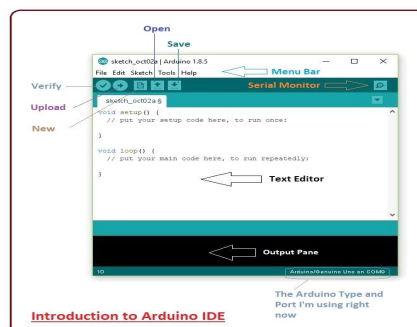 Open
Save
sketch_oct02a | Arduino 1.8.5
File Edit Sketch Tools Help
Menu Bar
Verify
Serial Monitor
Upload
sketch_oct02a §
New
void setup() {
// put your setup code here, to run once:
}
void loop() {
// put your main code here, to run repeatedly:
}
Text Editor
Output Pane
10
Arduino/Genuino Uno on COM9
The Arduino Type and
Port I'm using right
now
Introduction to Arduino IDE